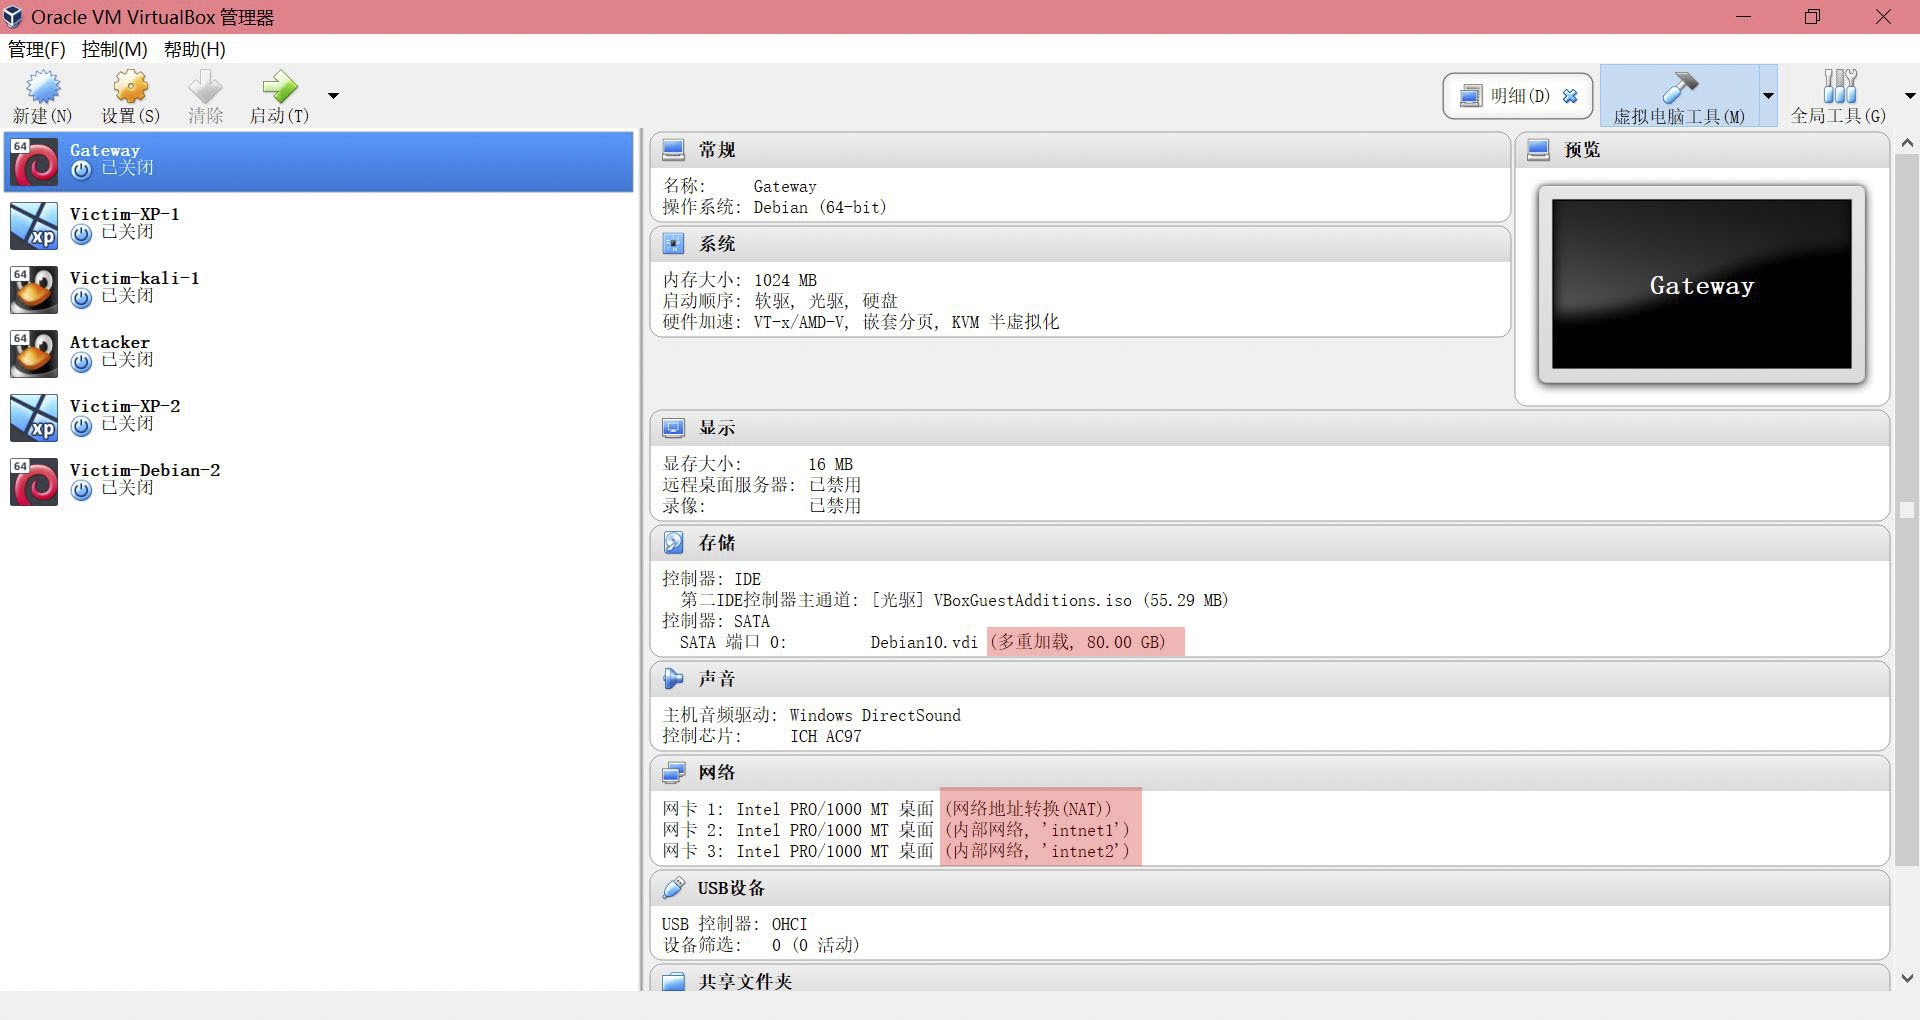 Oracle VM VirtualBox 管理器
管理(F) 控制(M) 帮助(H)
新建(N) 设置(S) 清除 启动(T)
明细(D) 虚拟电脑工具(M) 全局工具(G)
64 Gateway
已关闭
xp Victim-XP-1
已关闭
64 Victim-kali-1
已关闭
64 Attacker
已关闭
xp Victim-XP-2
已关闭
64 Victim-Debian-2
已关闭
常规
名称: Gateway
操作系统: Debian (64-bit)
系统
内存大小: 1024 MB
启动顺序: 软驱, 光驱, 硬盘
硬件加速: VT-x/AMD-V, 嵌套分页, KVM 半虚拟化
预览
Gateway
显示
显存大小: 16 MB
远程桌面服务器: 已禁用
录像: 已禁用
存储
控制器: IDE
第二IDE控制器主通道: [光驱] VBoxGuestAdditions.iso (55.29 MB)
控制器: SATA
SATA 端口 0: Debian10.vdi (多重加载, 80.00 GB)
声音
主机音频驱动: Windows DirectSound
控制芯片: ICH AC97
网络
网卡 1: Intel PRO/1000 MT 桌面 (网络地址转换(NAT))
网卡 2: Intel PRO/1000 MT 桌面 (内部网络, 'intnet1')
网卡 3: Intel PRO/1000 MT 桌面 (内部网络, 'intnet2')
USB设备
USB 控制器: OHCI
设备筛选: 0 (0 活动)
共享文件夹